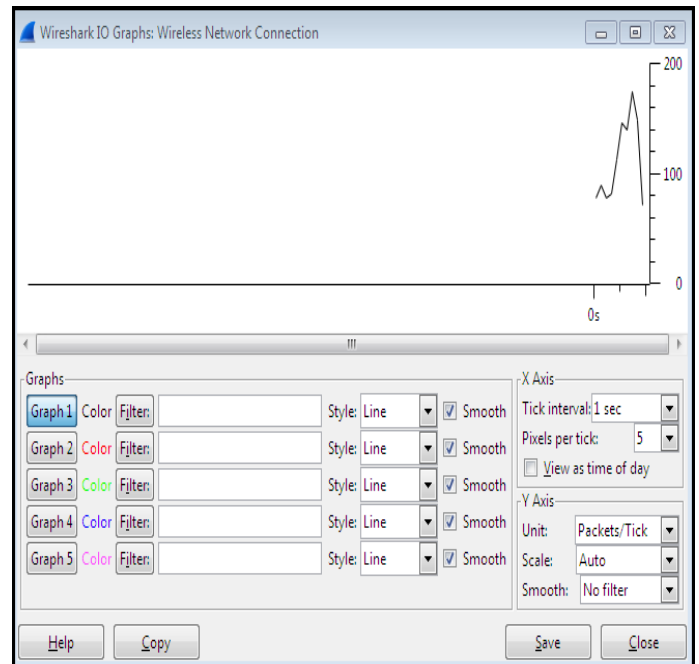 Wireshark IO Graphs: Wireless Network Connection
200
100
0
0s
Graphs
Graph 1 Color Filter: Style: Line Smooth
Graph 2 Color Filter: Style: Line Smooth
Graph 3 Color Filter: Style: Line Smooth
Graph 4 Color Filter: Style: Line Smooth
Graph 5 Color Filter: Style: Line Smooth
X Axis
Tick interval: 1 sec
Pixels per tick: 5
View as time of day
Y Axis
Unit: Packets/Tick
Scale: Auto
Smooth: No filter
Help Copy Save Close